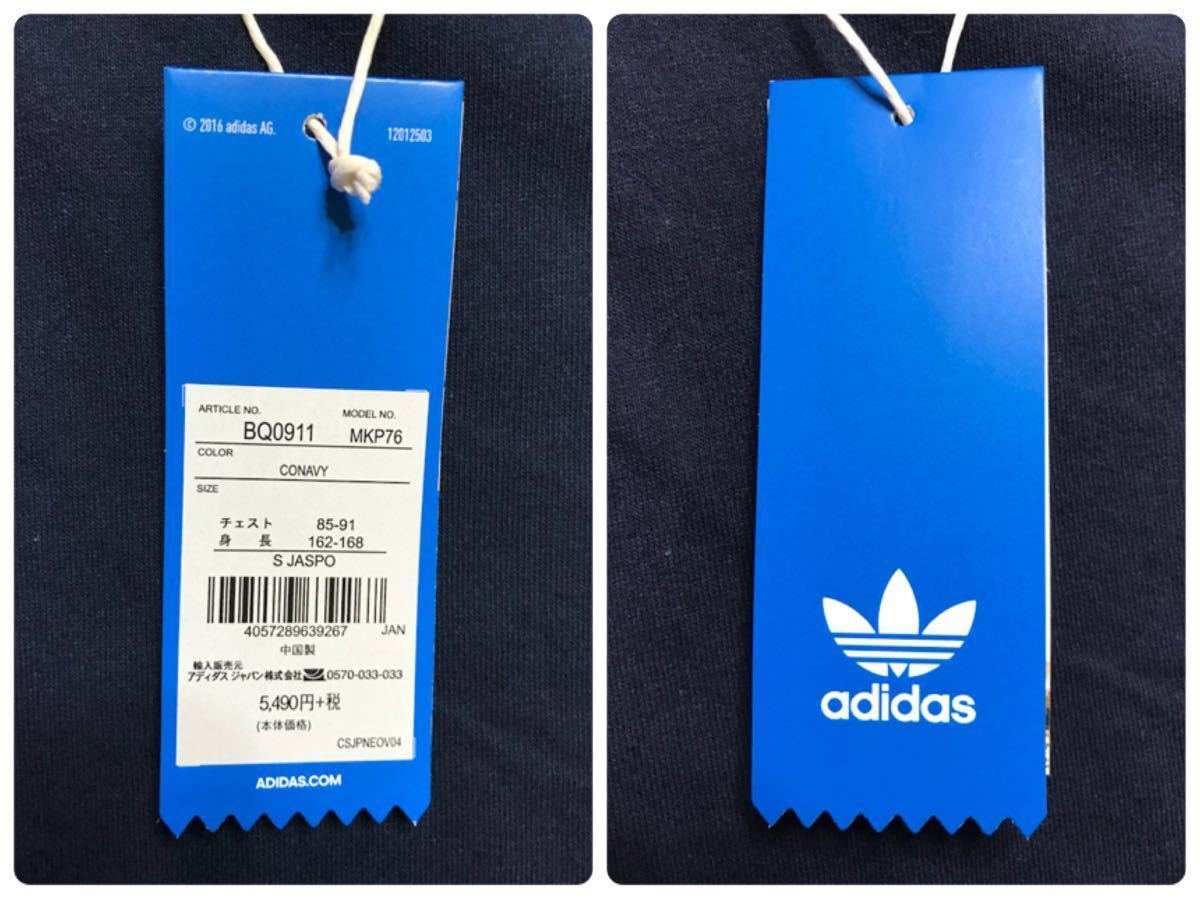 © 2016 adidas AG. 12012503
ARTICLE NO. MODEL NO.
BQ0911 MKP76
COLOR
CONAVY
SIZE
チェスト 85-91
身長 162-168
S JASPO
4057289639267 JAN
中国製
輸入販売元
アディダス ジャパン株式会社 0570-033-033
5,490円+税
(本体価格)
CSJPNEOV04
ADIDAS.COM
adidas